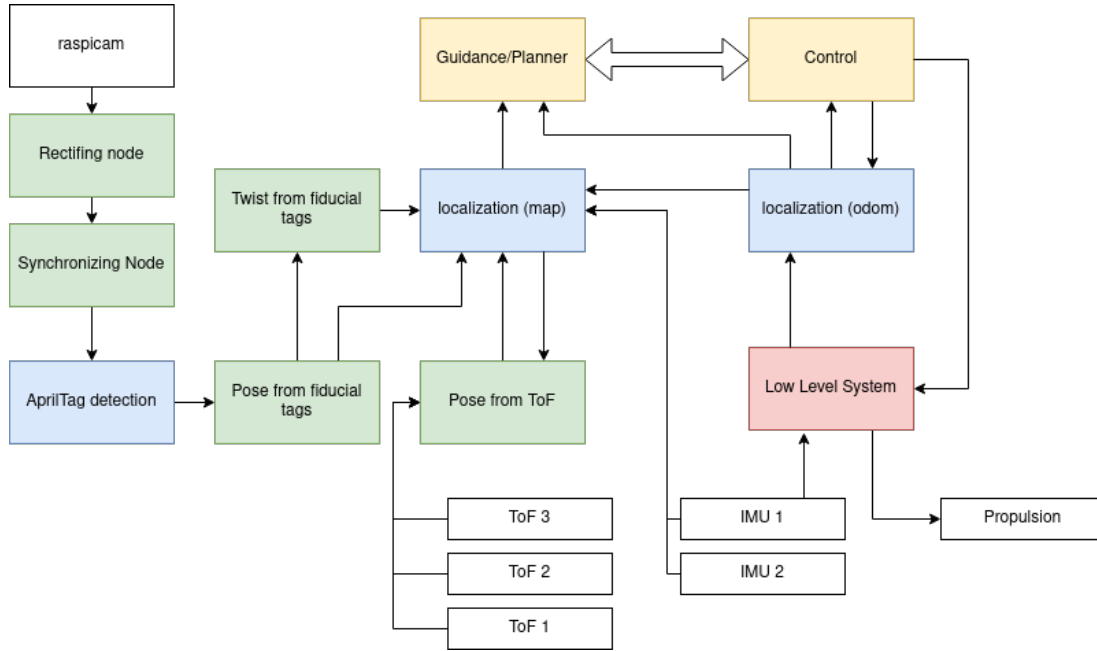 raspicam
Guidance/Planner
Control
Rectifing node
Twist from fiducial
tags
localization (map)
localization (odom)
Synchronizing Node
AprilTag detection
Pose from fiducial
tags
Pose from ToF
Low Level System
ToF 3
IMU 1
Propulsion
ToF 2
IMU 2
ToF 1